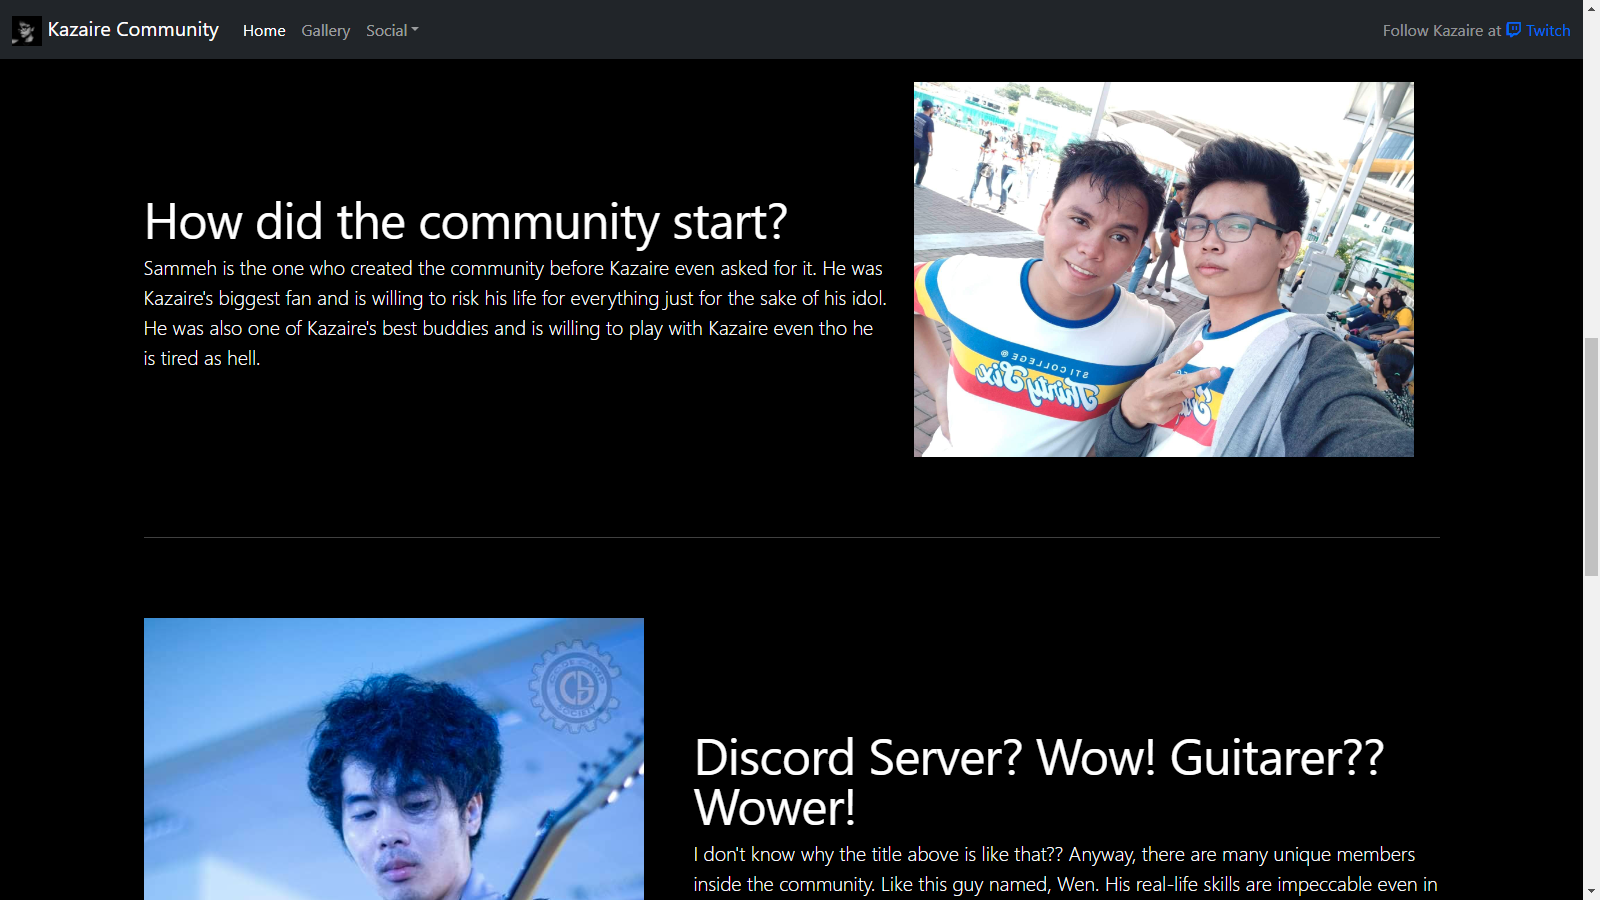 Kazaire Community Home Gallery Social Follow Kazaire at Twitch
How did the community start?
Sammeh is the one who created the community before Kazaire even asked for it. He was
Kazaire's biggest fan and is willing to risk his life for everything just for the sake of his idol.
He was also one of Kazaire's best buddies and is willing to play with Kazaire even tho he
is tired as hell.
STI COLLEGE
Thirty Six
Discord Server? Wow! Guitarer??
Wower!
I don't know why the title above is like that?? Anyway, there are many unique members
inside the community. Like this guy named, Wen. His real-life skills are impeccable even in
SOCIETY